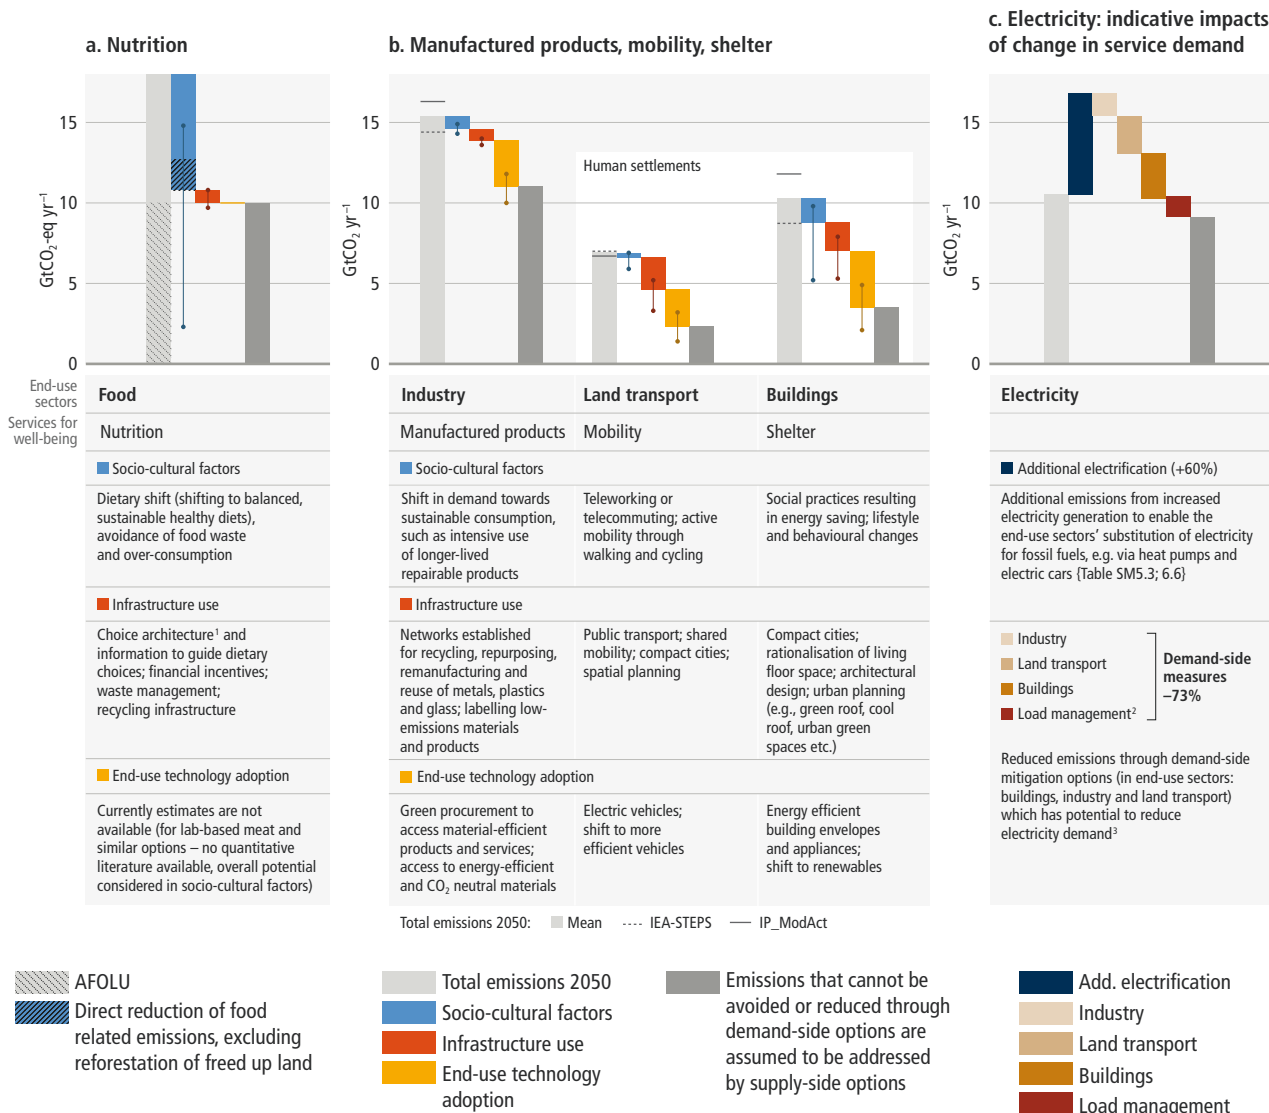 a. Nutrition
b. Manufactured products, mobility, shelter
c. Electricity: indicative impacts
of change in service demand
GtCO₂-eq yr⁻¹
15
10
5
0
GtCO₂ yr⁻¹
15
10
5
0
Human settlements
GtCO₂ yr⁻¹
15
10
5
0
End-use
sectors
Food
Industry
Land transport
Buildings
Electricity
Services for
well-being
Nutrition
Manufactured products
Mobility
Shelter
Socio-cultural factors
Socio-cultural factors
Additional electrification (+60%)
Dietary shift (shifting to balanced,
sustainable healthy diets),
avoidance of food waste
and over-consumption
Shift in demand towards
sustainable consumption,
such as intensive use
of longer-lived
repairable products
Teleworking or
telecommuting; active
mobility through
walking and cycling
Social practices resulting
in energy saving; lifestyle
and behavioural changes
Additional emissions from increased
electricity generation to enable the
end-use sectors' substitution of electricity
for fossil fuels, e.g. via heat pumps and
electric cars {Table SM5.3; 6.6}
Infrastructure use
Infrastructure use
Choice architecture¹ and
information to guide dietary
choices; financial incentives;
waste management;
recycling infrastructure
Networks established
for recycling, repurposing,
remanufacturing and
reuse of metals, plastics
and glass; labelling low-
emissions materials
and products
Public transport; shared
mobility; compact cities;
spatial planning
Compact cities;
rationalisation of living
floor space; architectural
design; urban planning
(e.g., green roof, cool
roof, urban green
spaces etc.)
Industry
Land transport
Buildings
Load management²
Demand-side
measures
–73%
End-use technology adoption
End-use technology adoption
Currently estimates are not
available (for lab-based meat and
similar options – no quantitative
literature available, overall potential
considered in socio-cultural factors)
Green procurement to
access material-efficient
products and services;
access to energy-efficient
and CO₂ neutral materials
Electric vehicles;
shift to more
efficient vehicles
Energy efficient
building envelopes
and appliances;
shift to renewables
Reduced emissions through demand-side
mitigation options (in end-use sectors:
buildings, industry and land transport)
which has potential to reduce
electricity demand³
Total emissions 2050: Mean IEA-STEPS IP_ModAct
AFOLU
Direct reduction of food
related emissions, excluding
reforestation of freed up land
Total emissions 2050
Socio-cultural factors
Infrastructure use
End-use technology
adoption
Emissions that cannot be
avoided or reduced through
demand-side options are
assumed to be addressed
by supply-side options
Add. electrification
Industry
Land transport
Buildings
Load management